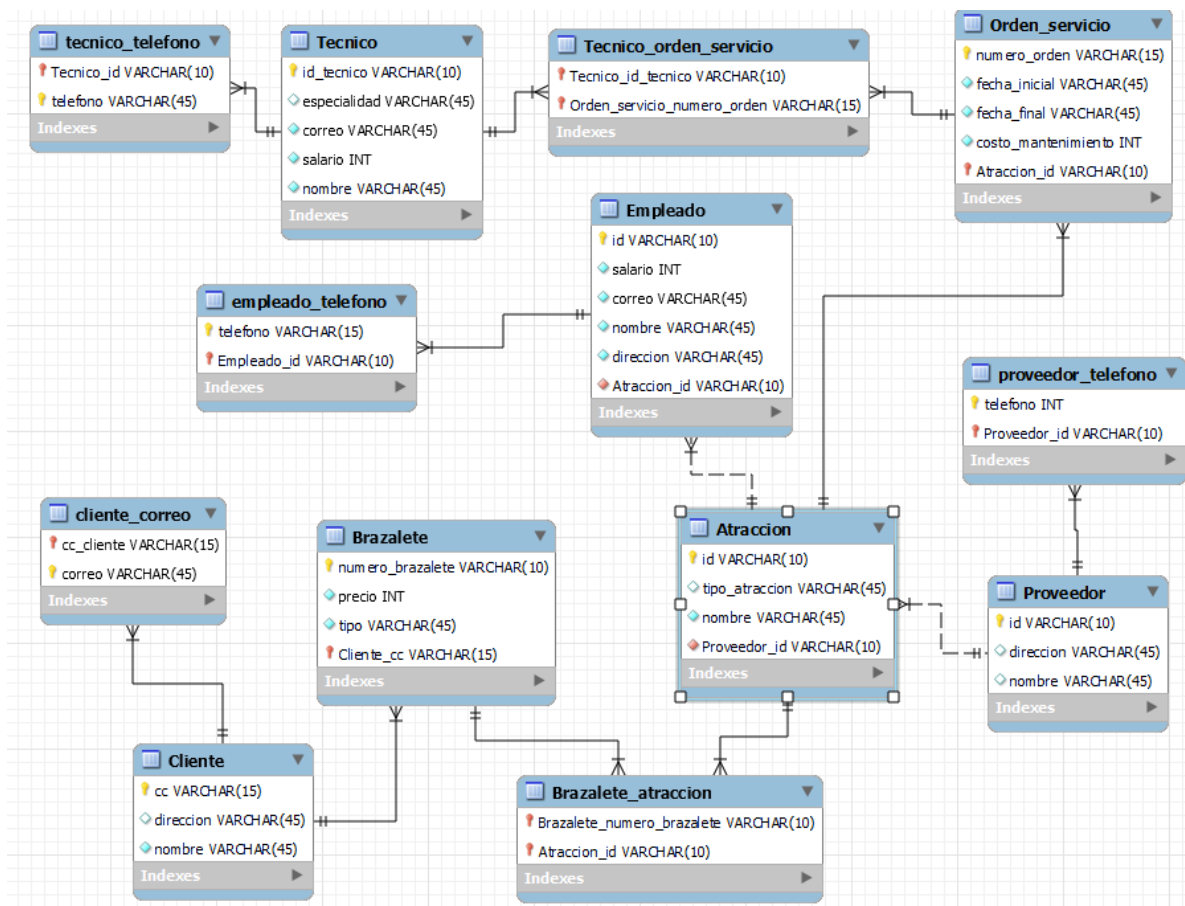 tecnico_telefono
Tecnico_id VARCHAR(10)
telefono VARCHAR(45)
Indexes
Tecnico
id_tecnico VARCHAR(10)
especialidad VARCHAR(45)
correo VARCHAR(45)
salario INT
nombre VARCHAR(45)
Indexes
Tecnico_orden_servicio
Tecnico_id_tecnico VARCHAR(10)
Orden_servicio_numero_orden VARCHAR(15)
Indexes
Orden_servicio
numero_orden VARCHAR(15)
fecha_inicial VARCHAR(45)
fecha_final VARCHAR(45)
costo_mantenimiento INT
Atraccion_id VARCHAR(10)
Indexes
Empleado
id VARCHAR(10)
salario INT
correo VARCHAR(45)
nombre VARCHAR(45)
direccion VARCHAR(45)
Atraccion_id VARCHAR(10)
Indexes
empleado_telefono
telefono VARCHAR(15)
Empleado_id VARCHAR(10)
Indexes
proveedor_telefono
telefono INT
Proveedor_id VARCHAR(10)
Indexes
cliente_correo
cc_cliente VARCHAR(15)
correo VARCHAR(45)
Indexes
Brazalete
numero_brazalete VARCHAR(10)
precio INT
tipo VARCHAR(45)
Cliente_cc VARCHAR(15)
Indexes
Atraccion
id VARCHAR(10)
tipo_atraccion VARCHAR(45)
nombre VARCHAR(45)
Proveedor_id VARCHAR(10)
Indexes
Proveedor
id VARCHAR(10)
direccion VARCHAR(45)
nombre VARCHAR(45)
Indexes
Cliente
cc VARCHAR(15)
direccion VARCHAR(45)
nombre VARCHAR(45)
Indexes
Brazalete_atraccion
Brazalete_numero_brazalete VARCHAR(10)
Atraccion_id VARCHAR(10)
Indexes